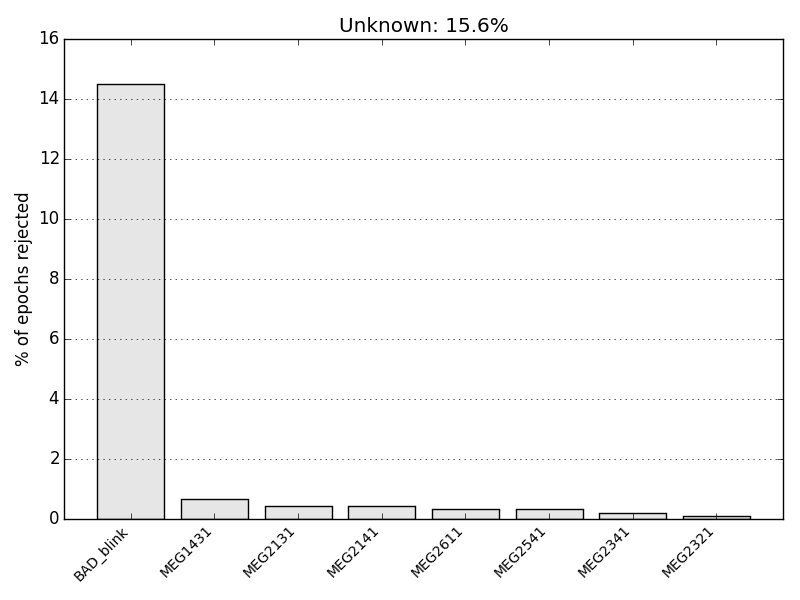 Unknown: 15.6%
% of epochs rejected
16
14
12
10
8
6
4
2
0
BAD_blink
MEG1431
MEG2131
MEG2141
MEG2611
MEG2541
MEG2341
MEG2321